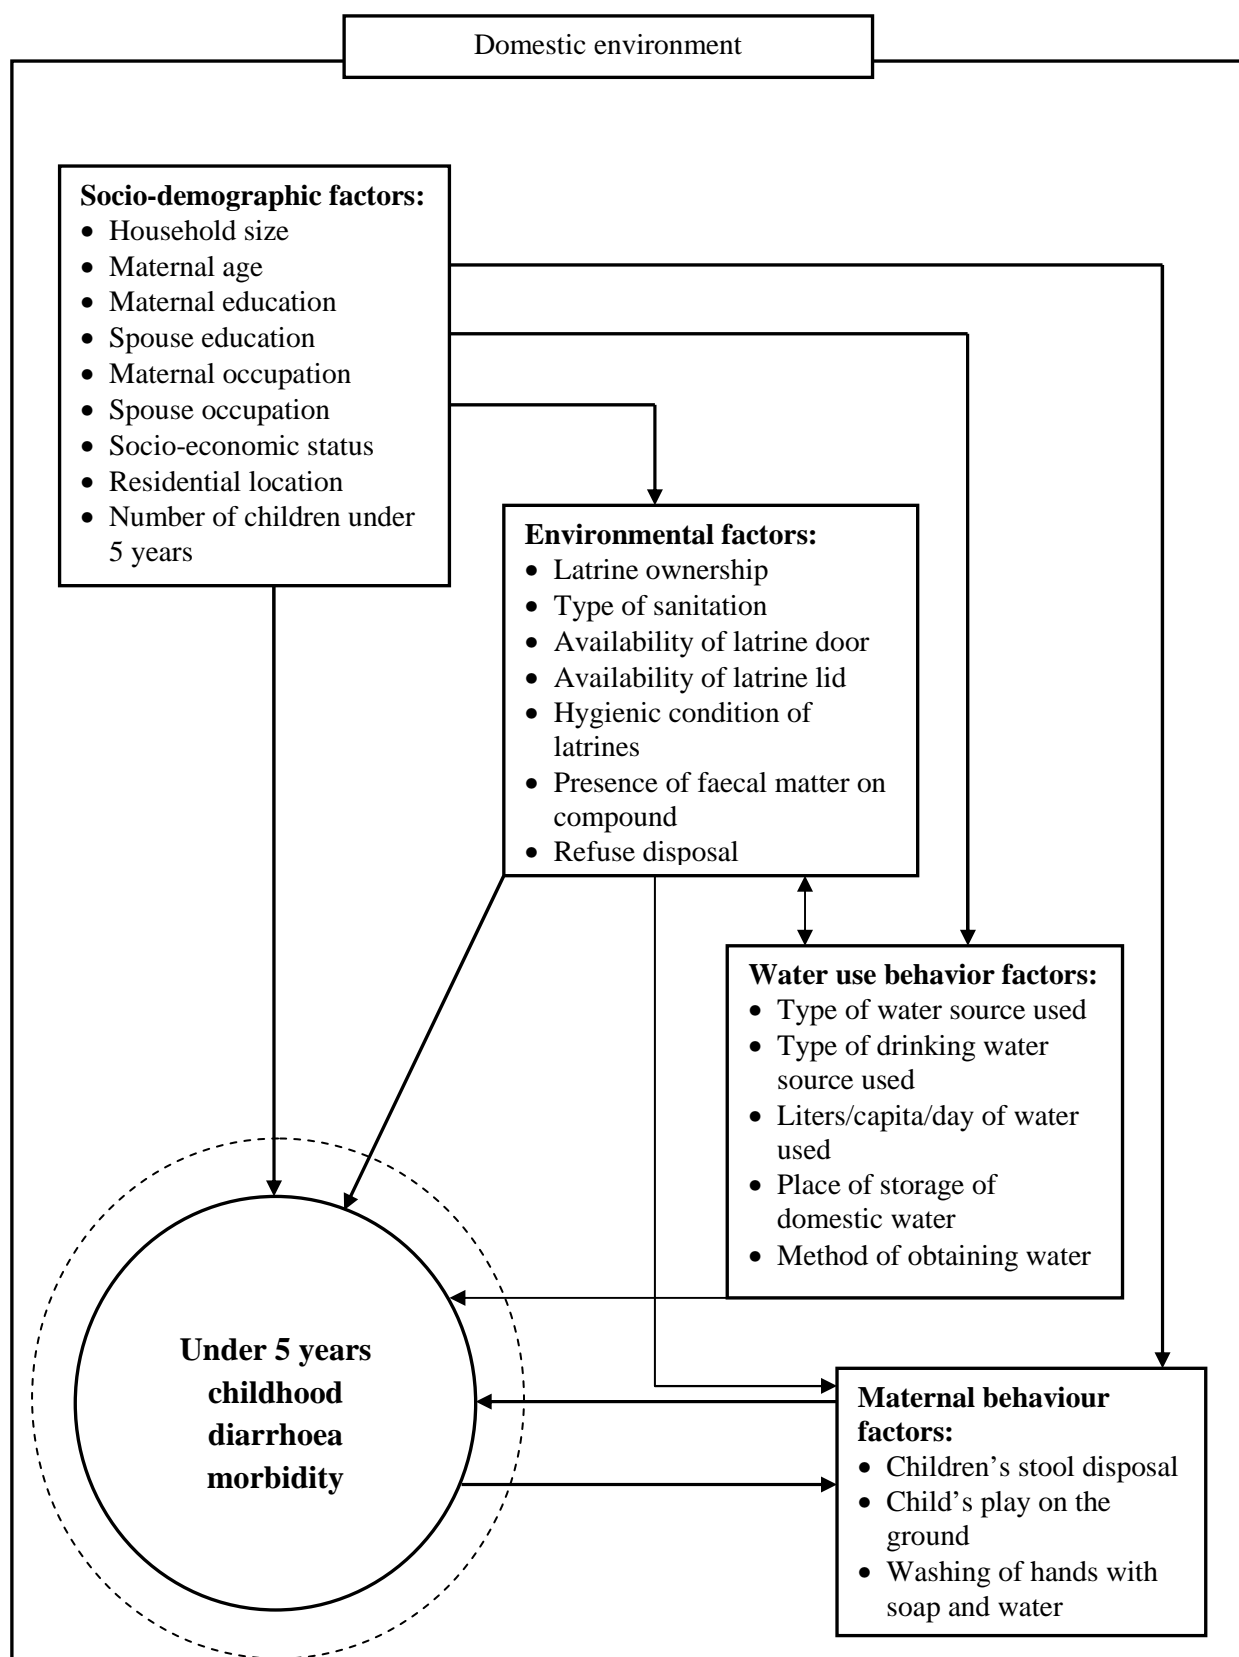 Domestic environment
Socio-demographic factors:
• Household size
• Maternal age
• Maternal education
• Spouse education
• Maternal occupation
• Spouse occupation
• Socio-economic status
• Residential location
• Number of children under
5 years
Environmental factors:
• Latrine ownership
• Type of sanitation
• Availability of latrine door
• Availability of latrine lid
• Hygienic condition of
latrines
• Presence of faecal matter on
compound
• Refuse disposal
Water use behavior factors:
• Type of water source used
• Type of drinking water
source used
• Liters/capita/day of water
used
• Place of storage of
domestic water
• Method of obtaining water
Under 5 years
childhood
diarrhoea
morbidity
Maternal behaviour
factors:
• Children’s stool disposal
• Child’s play on the
ground
• Washing of hands with
soap and water